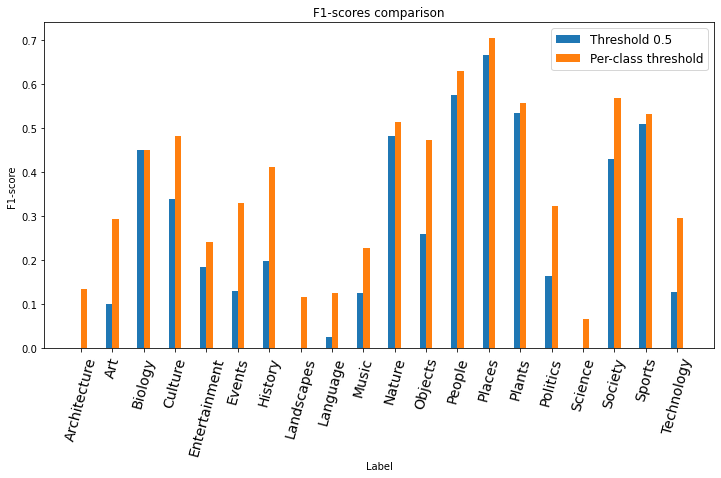 F1-scores comparison
Threshold 0.5
Per-class threshold
F1-score
0.7
0.6
0.5
0.4
0.3
0.2
0.1
0.0
Architecture
Art
Biology
Culture
Entertainment
Events
History
Landscapes
Language
Music
Nature
Objects
People
Places
Plants
Politics
Science
Society
Sports
Technology
Label